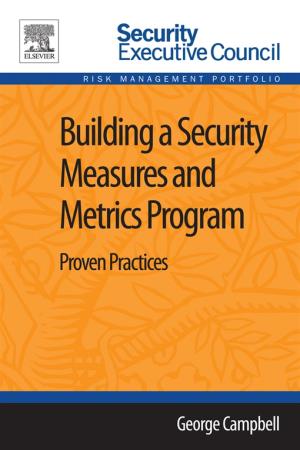 ELSEVIER
Security
Executive Council
RISK MANAGEMENT PORTFOLIO
Building a Security
Measures and
Metrics Program
Proven Practices
George Campbell